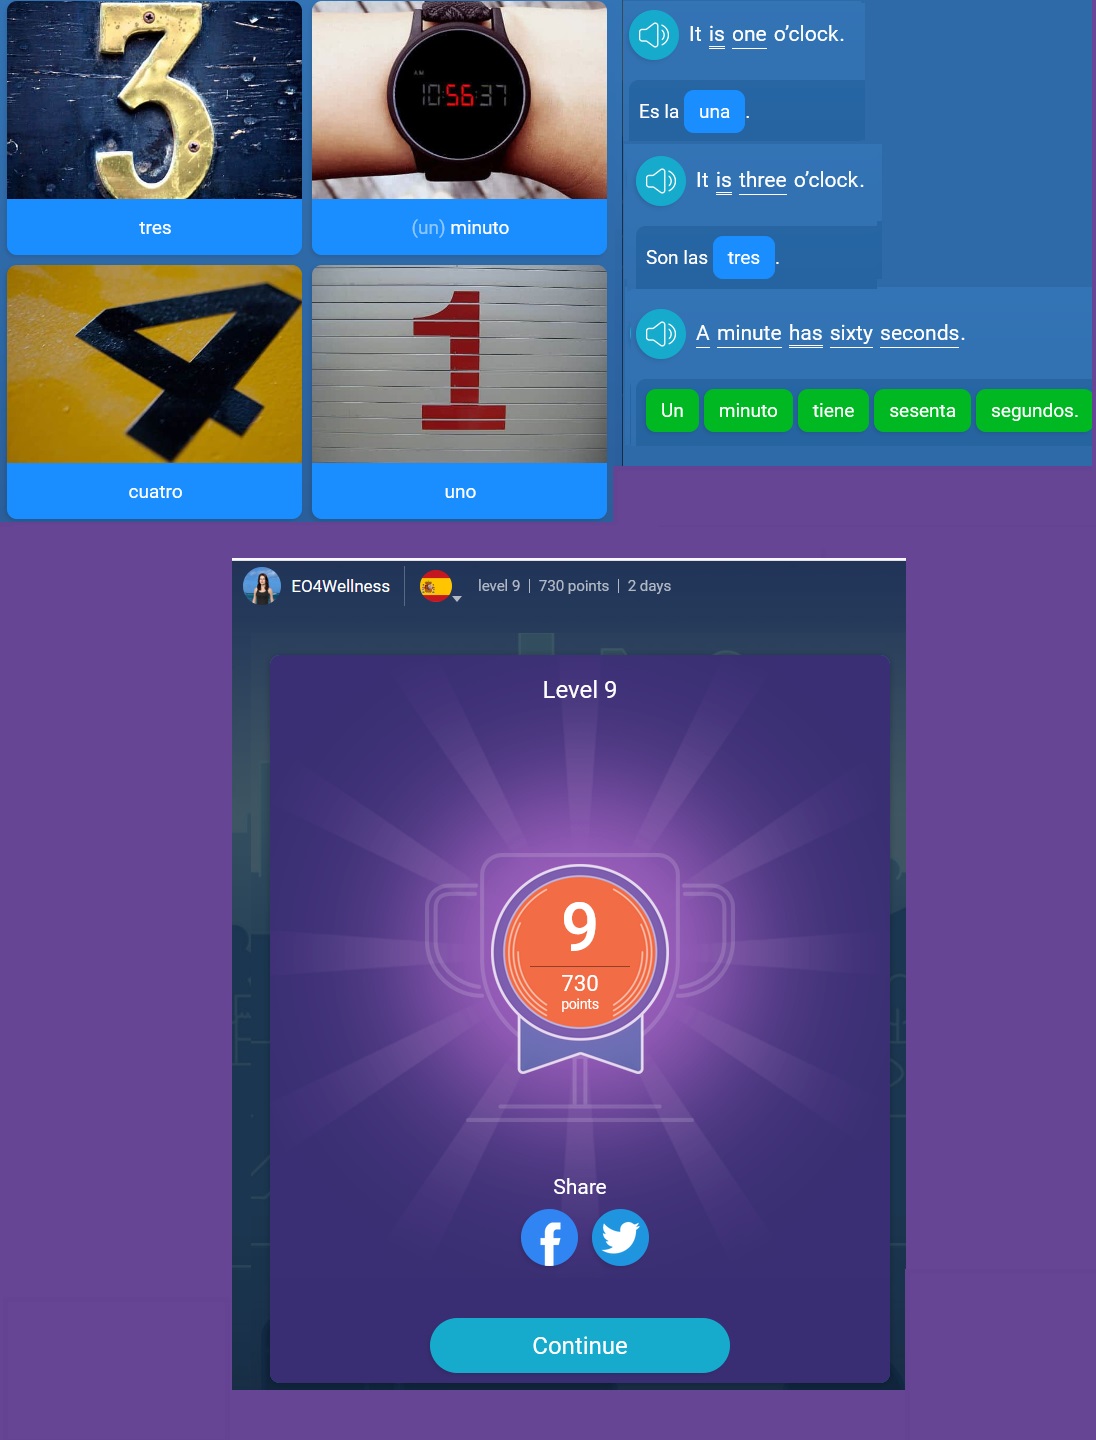 3
AM
10:56:37
tres
(un) minuto
4
1
cuatro
uno
It is one o’clock.
Es la una .
It is three o’clock.
Son las tres .
A minute has sixty seconds.
Un minuto tiene sesenta segundos.
EO4Wellness
level 9 | 730 points | 2 days
Level 9
9
730
points
Share
f
Continue